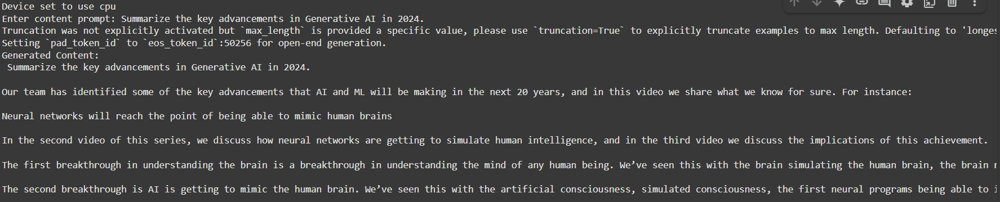 Device set to use cpu
Enter content prompt: Summarize the key advancements in Generative AI in 2024.
Truncation was not explicitly activated but `max_length` is provided a specific value, please use `truncation=True` to explicitly truncate examples to max length. Defaulting to 'longes
Setting `pad_token_id` to `eos_token_id`:50256 for open-end generation.
Generated Content:
Summarize the key advancements in Generative AI in 2024.
Our team has identified some of the key advancements that AI and ML will be making in the next 20 years, and in this video we share what we know for sure. For instance:
Neural networks will reach the point of being able to mimic human brains
In the second video of this series, we discuss how neural networks are getting to simulate human intelligence, and in the third video we discuss the implications of this achievement.
The first breakthrough in understanding the brain is a breakthrough in understanding the mind of any human being. We’ve seen this with the brain simulating the human brain, the brain
The second breakthrough is AI is getting to mimic the human brain. We’ve seen this with the artificial consciousness, simulated consciousness, the first neural programs being able to